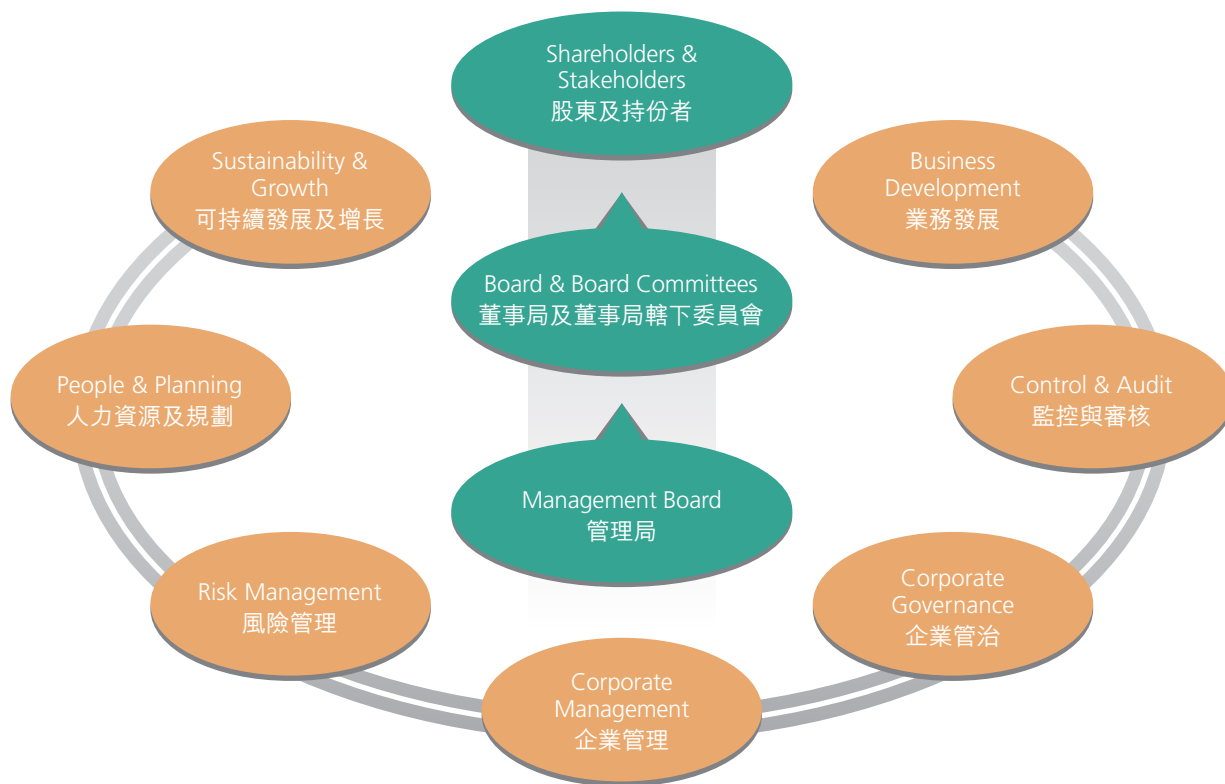 Shareholders &
Stakeholders
股東及持份者
Sustainability &
Growth
可持續發展及增長
Business
Development
業務發展
Board & Board Committees
董事局及董事局轄下委員會
People & Planning
人力資源及規劃
Control & Audit
監控與審核
Management Board
管理局
Risk Management
風險管理
Corporate
Governance
企業管治
Corporate
Management
企業管理